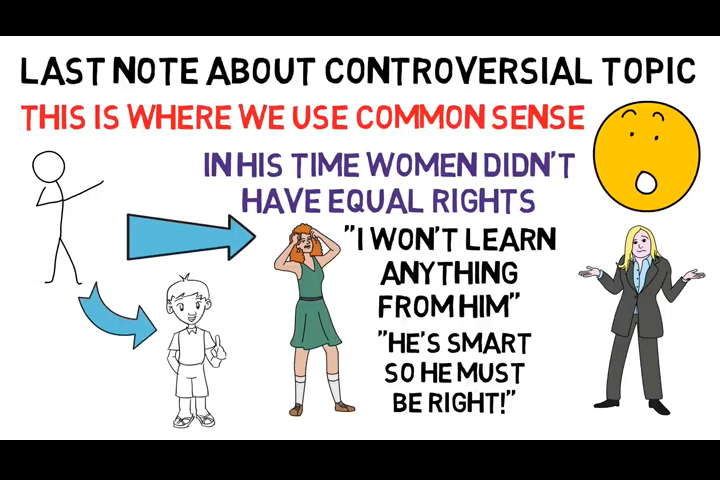 LAST NOTE ABOUT CONTROVERSIAL TOPIC
THIS IS WHERE WE USE COMMON SENSE
IN HIS TIME WOMEN DIDN'T
HAVE EQUAL RIGHTS
"I WON'T LEARN
ANYTHING
FROM HIM"
"HE'S SMART
SO HE MUST
BE RIGHT!"